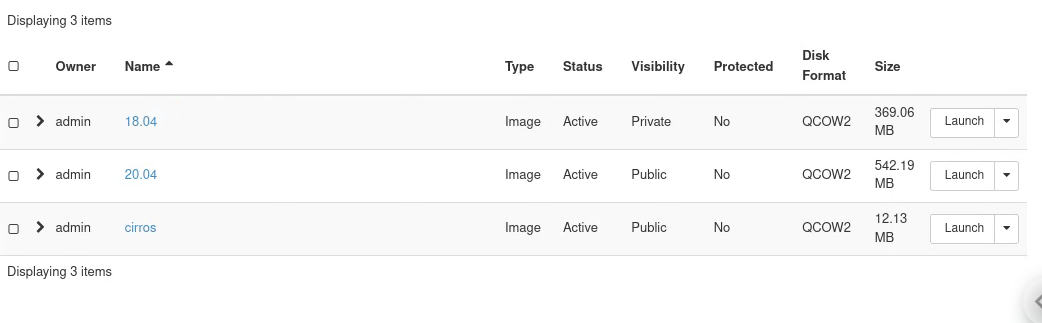 Displaying 3 items
Owner Name Type Status Visibility Protected Disk Format Size
admin 18.04 Image Active Private No QCOW2 369.06 MB Launch
admin 20.04 Image Active Public No QCOW2 542.19 MB Launch
admin cirros Image Active Public No QCOW2 12.13 MB Launch
Displaying 3 items